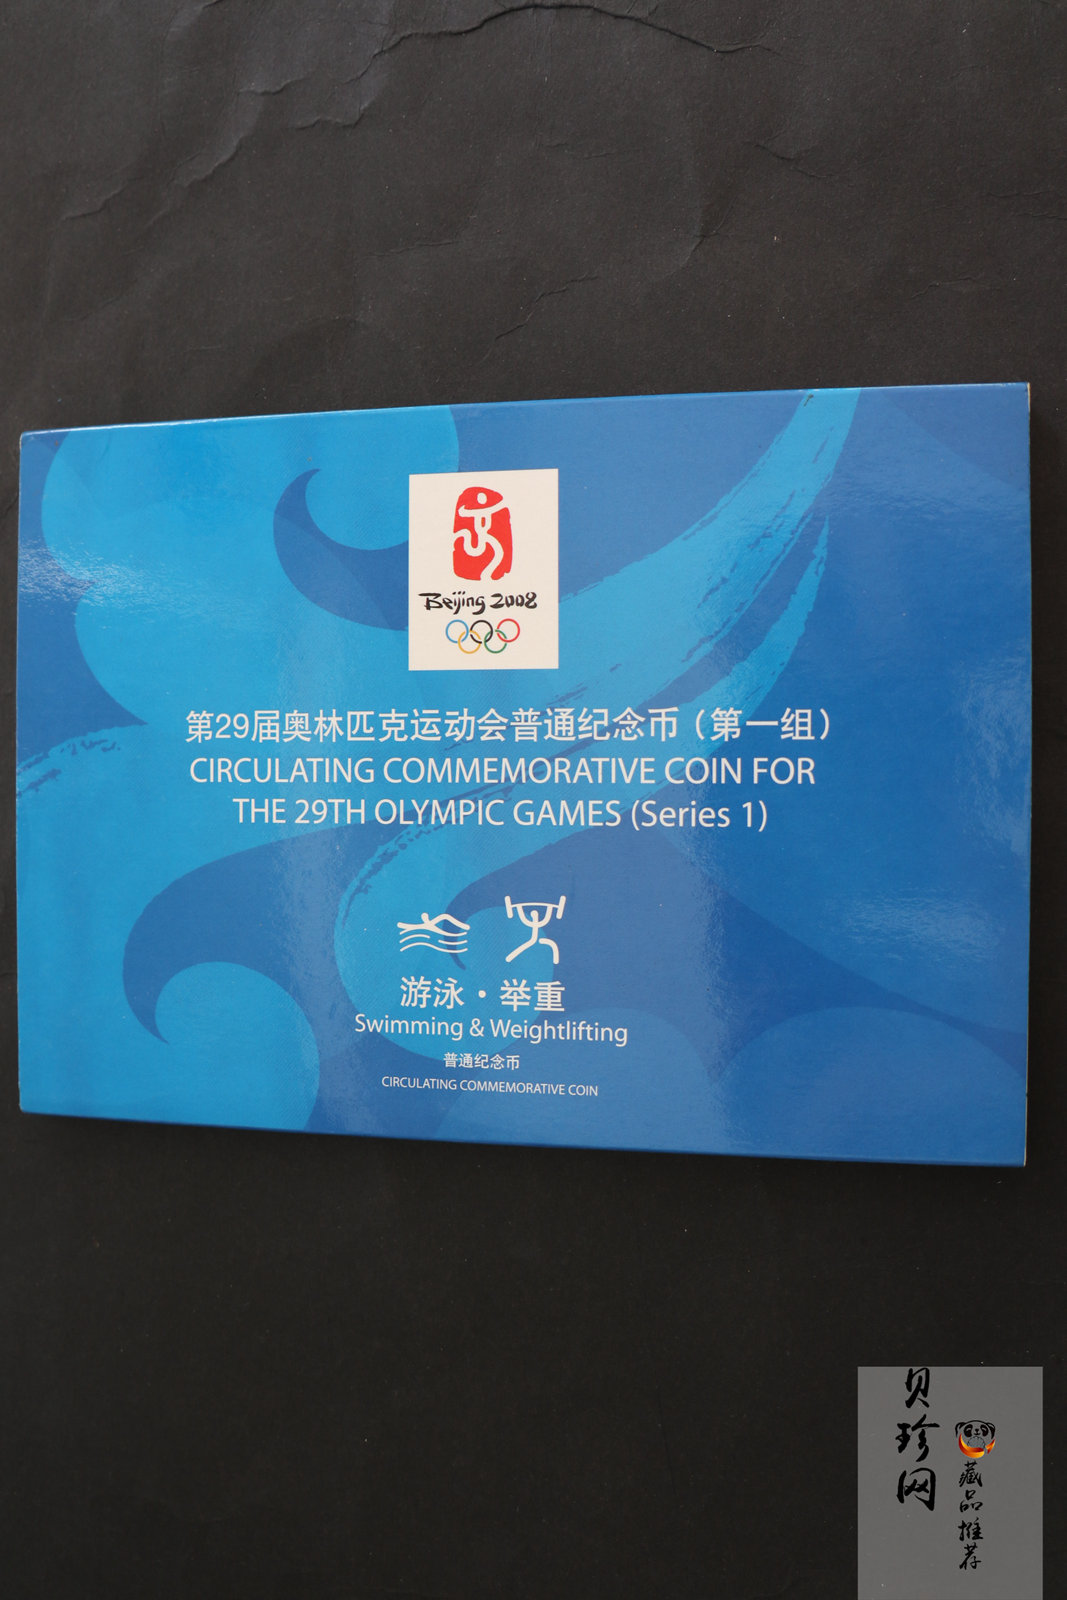 Beijing 2008
第29届奥林匹克运动会普通纪念币（第一组）
CIRCULATING COMMEMORATIVE COIN FOR
THE 29TH OLYMPIC GAMES (Series 1)
游泳·举重
Swimming & Weightlifting
普通纪念币
CIRCULATING COMMEMORATIVE COIN
贝珍网
藏品推荐